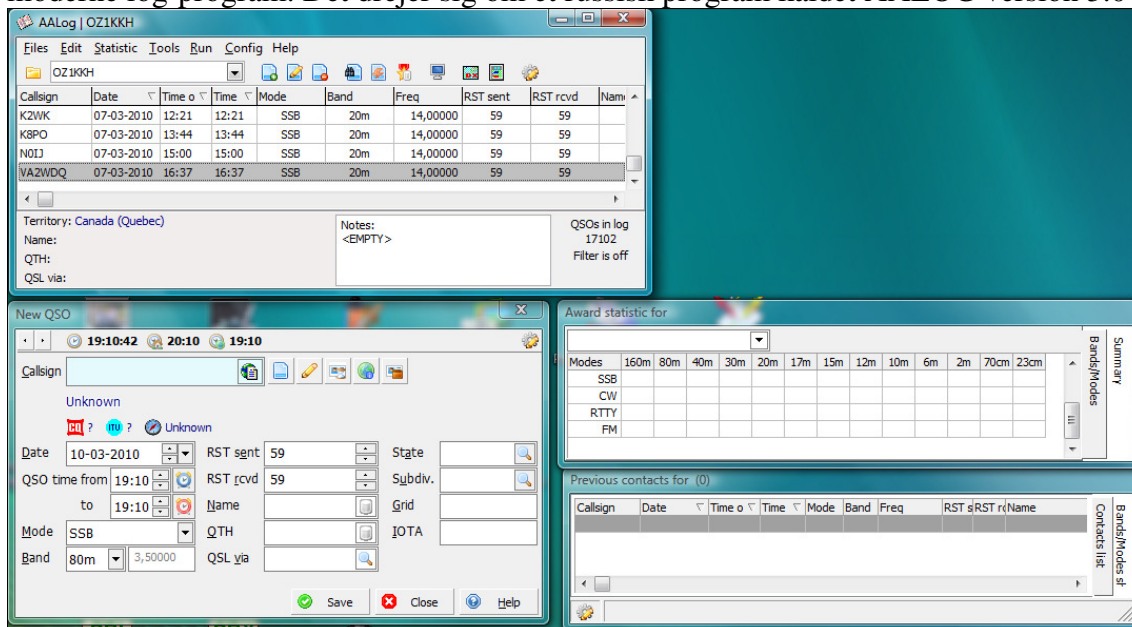 AALog | OZ1KKH
Files Edit Statistic Tools Run Config Help
OZ1KKH
Callsign Date Time o Time Mode Band Freq RST sent RST rcvd Nam
K2WK 07-03-2010 12:21 12:21 SSB 20m 14,00000 59 59
K8PO 07-03-2010 13:44 13:44 SSB 20m 14,00000 59 59
N0IJ 07-03-2010 15:00 15:00 SSB 20m 14,00000 59 59
VA2WDQ 07-03-2010 16:37 16:37 SSB 20m 14,00000 59 59
Territory: Canada (Quebec)
Name:
QTH:
QSL via:
Notes:
<EMPTY>
QSOs in log
17102
Filter is off
New QSO
19:10:42 20:10 19:10
Callsign
Unknown
CQ ? ITU ? Unknown
Date 10-03-2010 RST sent 59 State
QSO time from 19:10 RST rcvd 59 Subdiv.
to 19:10 Name Grid
Mode SSB QTH IOTA
Band 80m 3,50000 QSL via
Save Close Help
Award statistic for
Modes 160m 80m 40m 30m 20m 17m 15m 12m 10m 6m 2m 70cm 23cm
SSB
CW
RTTY
FM
Summary
Bands/Modes
Previous contacts for (0)
Callsign Date Time o Time Mode Band Freq RST s RST r Name
Bands/Modes st
Contacts list